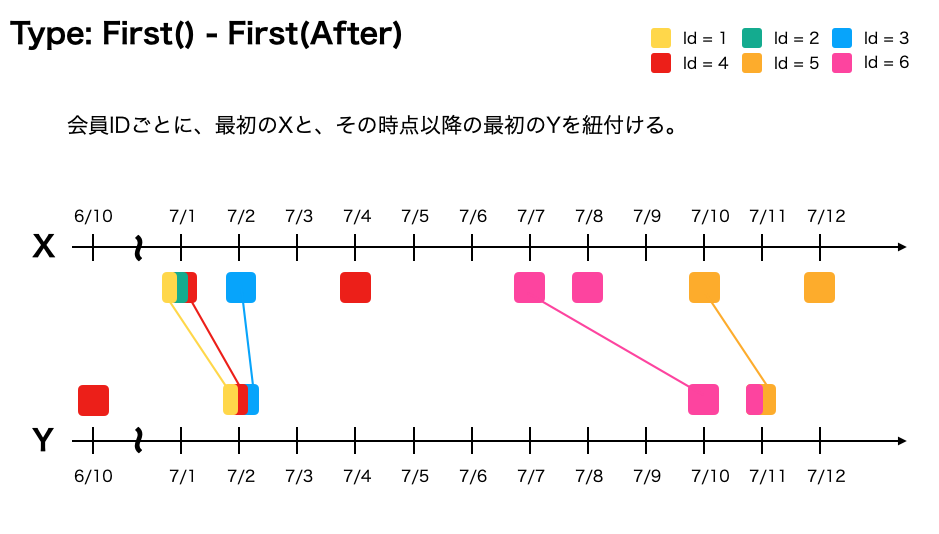 Type: First() - First(After)
Id = 1 Id = 2 Id = 3
Id = 4 Id = 5 Id = 6
会員IDごとに、最初のXと、その時点以降の最初のYを紐付ける。
6/10 7/1 7/2 7/3 7/4 7/5 7/6 7/7 7/8 7/9 7/10 7/11 7/12
X
Y
6/10 7/1 7/2 7/3 7/4 7/5 7/6 7/7 7/8 7/9 7/10 7/11 7/12